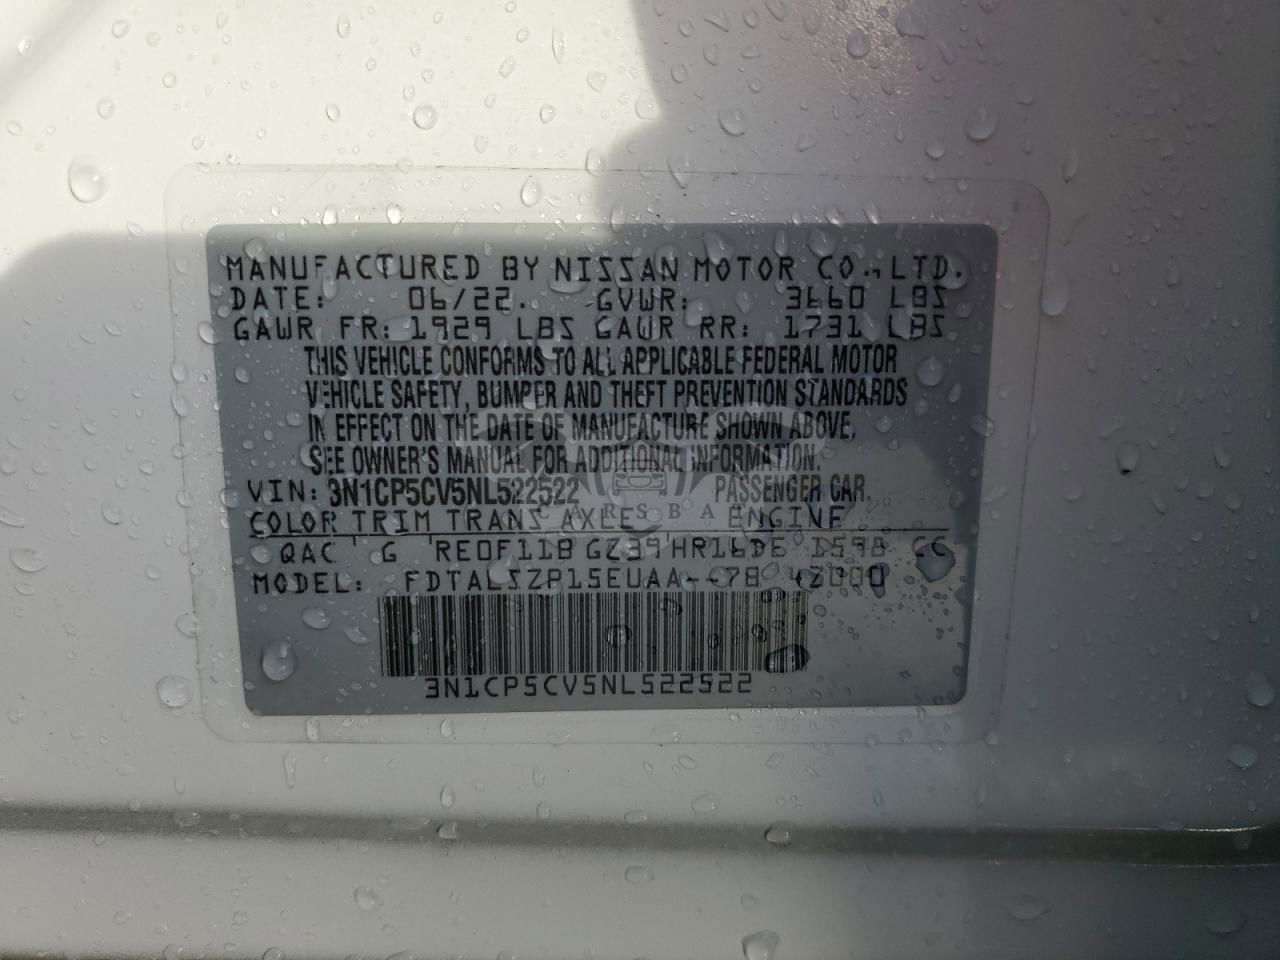 MANUFACTURED BY NISSAN MOTOR CO., LTD.
DATE: 06/22. GVWR: 3660 LBS
GAWR FR: 1929 LBS GAWR RR: 1731 LBS
THIS VEHICLE CONFORMS TO ALL APPLICABLE FEDERAL MOTOR
VEHICLE SAFETY, BUMPER AND THEFT PREVENTION STANDARDS
IN EFFECT ON THE DATE OF MANUFACTURE SHOWN ABOVE.
SEE OWNER'S MANUAL FOR ADDITIONAL INFORMATION.
VIN: 3N1CP5CV5NL522522 PASSENGER CAR.
CARSBA
COLOR TRIM TRANS AXLE ENGINE
QAC G RE0F11B GZ39 HR16DE 1598 CC
MODEL: FDTALSZP15EUAA--7B
3N1CP5CV5NL522522